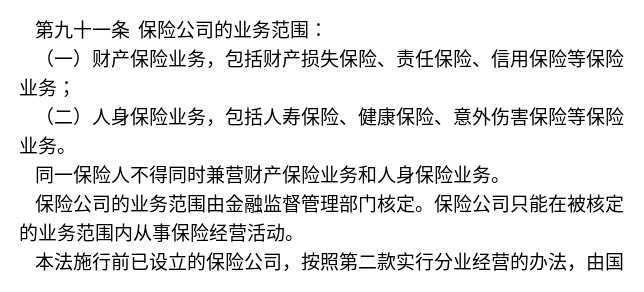 第九十一条 保险公司的业务范围：
（一）财产保险业务，包括财产损失保险、责任保险、信用保险等保险
业务；
（二）人身保险业务，包括人寿保险、健康保险、意外伤害保险等保险
业务。
同一保险人不得同时兼营财产保险业务和人身保险业务。
保险公司的业务范围由金融监督管理部门核定。保险公司只能在被核定
的业务范围内从事保险经营活动。
本法施行前已设立的保险公司，按照第二款实行分业经营的办法，由国